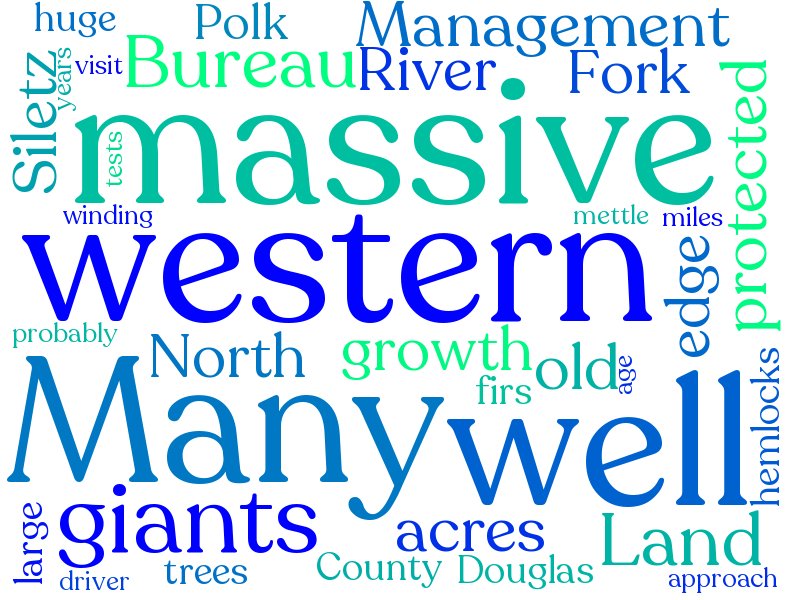 huge
Polk
Management
Siletz
years
visit
Bureau
River
Fork
protected
massive
tests
winding
mettle
miles
western
edge
probably
North
growth
old
age
firs
hemlocks
Many
well
giants
large
acres
Land
driver
trees
County
Douglas
approach